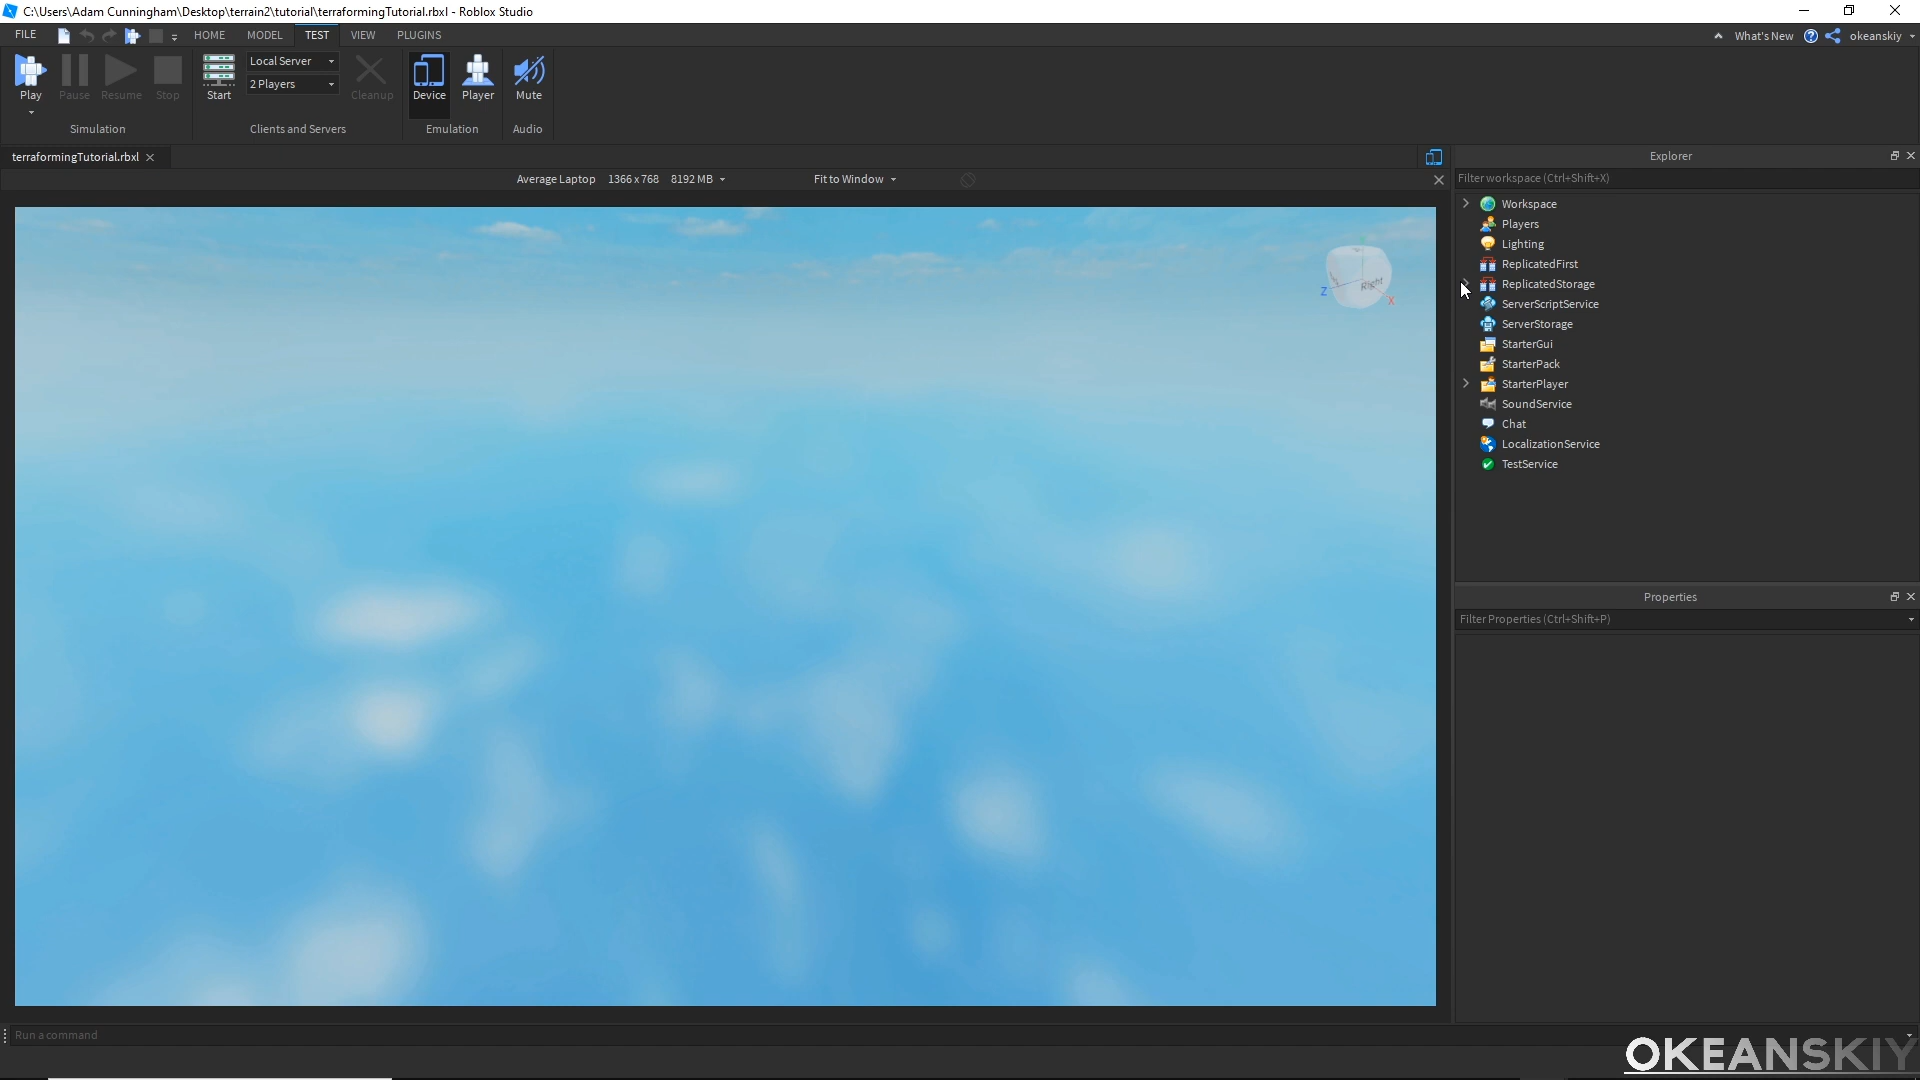 C:\Users\Adam Cunningham\Desktop\terrain2\tutorial\terraformingTutorial.rbxl - Roblox Studio
FILE HOME MODEL TEST VIEW PLUGINS What's New okeanskiy
Play Pause Resume Stop Start Local Server 2 Players Cleanup Device Player Mute
Simulation Clients and Servers Emulation Audio
terraformingTutorial.rbxl
Average Laptop 1366 x 768 8192 MB Fit to Window
Right
Z X
Explorer
Filter workspace (Ctrl+Shift+X)
Workspace
Players
Lighting
ReplicatedFirst
ReplicatedStorage
ServerScriptService
ServerStorage
StarterGui
StarterPack
StarterPlayer
SoundService
Chat
LocalizationService
TestService
Properties
Filter Properties (Ctrl+Shift+P)
Run a command
OKEANSKIY